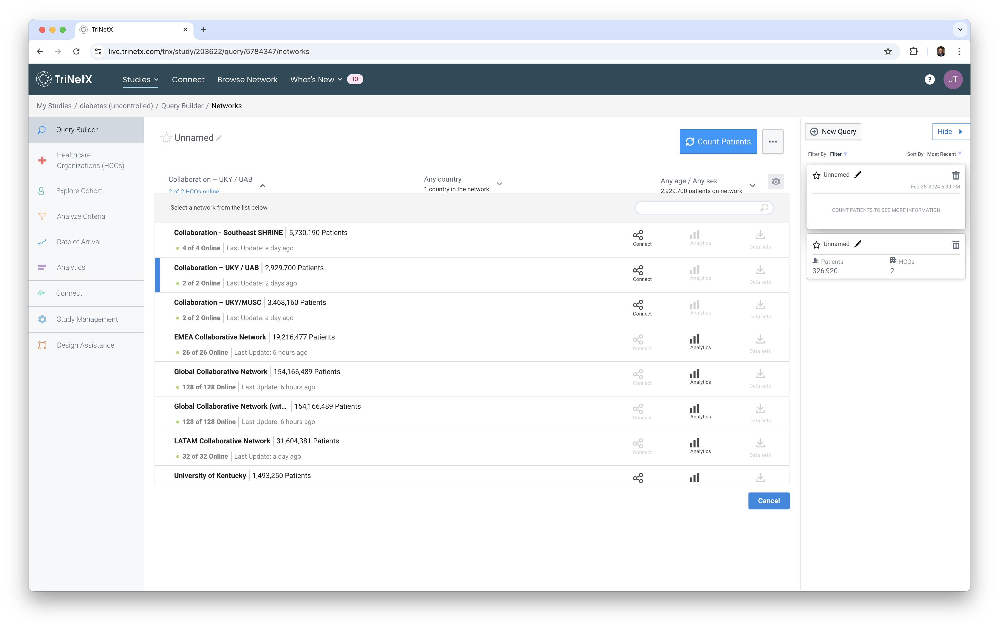 TriNetX
live.trinetx.com/tnx/study/203622/query/5784347/networks
TriNetX Studies Connect Browse Network What's New 10 ? JT
My Studies / diabetes (uncontrolled) / Query Builder / Networks
Query Builder
Healthcare
Organizations (HCOs)
Explore Cohort
Analyze Criteria
Rate of Arrival
Analytics
Connect
Study Management
Design Assistance
Unnamed
Count Patients
Collaboration – UKY / UAB
2 of 2 HCOs online
Any country
1 country in the network
Any age / Any sex
2,929,700 patients on network
Select a network from the list below
Collaboration - Southeast SHRINE 5,730,190 Patients
4 of 4 Online Last Update: a day ago
Connect Analytics Data sets
Collaboration – UKY / UAB 2,929,700 Patients
2 of 2 Online Last Update: 2 days ago
Connect Analytics Data sets
Collaboration – UKY/MUSC 3,468,160 Patients
2 of 2 Online Last Update: a day ago
Connect Analytics Data sets
EMEA Collaborative Network 19,216,477 Patients
26 of 26 Online Last Update: 6 hours ago
Connect Analytics Data sets
Global Collaborative Network 154,166,489 Patients
128 of 128 Online Last Update: 6 hours ago
Connect Analytics Data sets
Global Collaborative Network (wit... 154,166,489 Patients
128 of 128 Online Last Update: 6 hours ago
Connect Analytics Data sets
LATAM Collaborative Network 31,604,381 Patients
32 of 32 Online Last Update: a day ago
Connect Analytics Data sets
University of Kentucky 1,493,250 Patients
Cancel
New Query
Hide
Filter By: Filter
Sort By: Most Recent
Unnamed
Feb 26, 2024 5:30 PM
COUNT PATIENTS TO SEE MORE INFORMATION
Unnamed
Patients HCOs
326,920 2